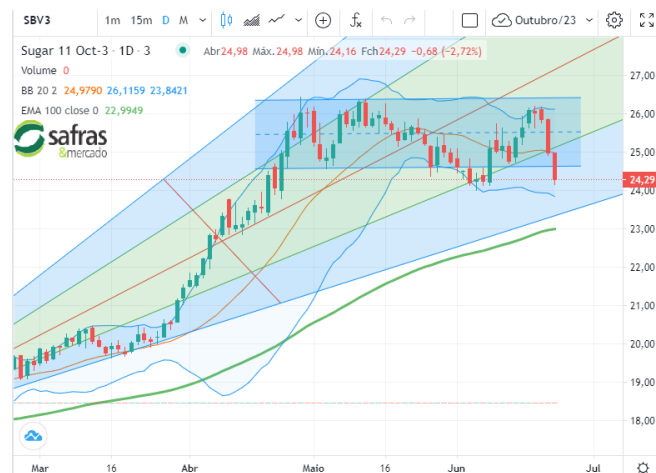 SBV3 1m 15m D M Outubro/23
Sugar 11 Oct-3 · 1D · 3 Abr24,98 Máx.24,98 Mín.24,16 Fch24,29 −0,68 (−2,72%)
Volume 0
BB 20 2 24,9790 26,1159 23,8421
EMA 100 close 0 22,9949
safras
&mercado
27,00
26,00
25,00
24,29
24,00
23,00
22,00
21,00
20,00
19,00
18,00
Mar 16 Abr 16 Maio 16 Jun Jul